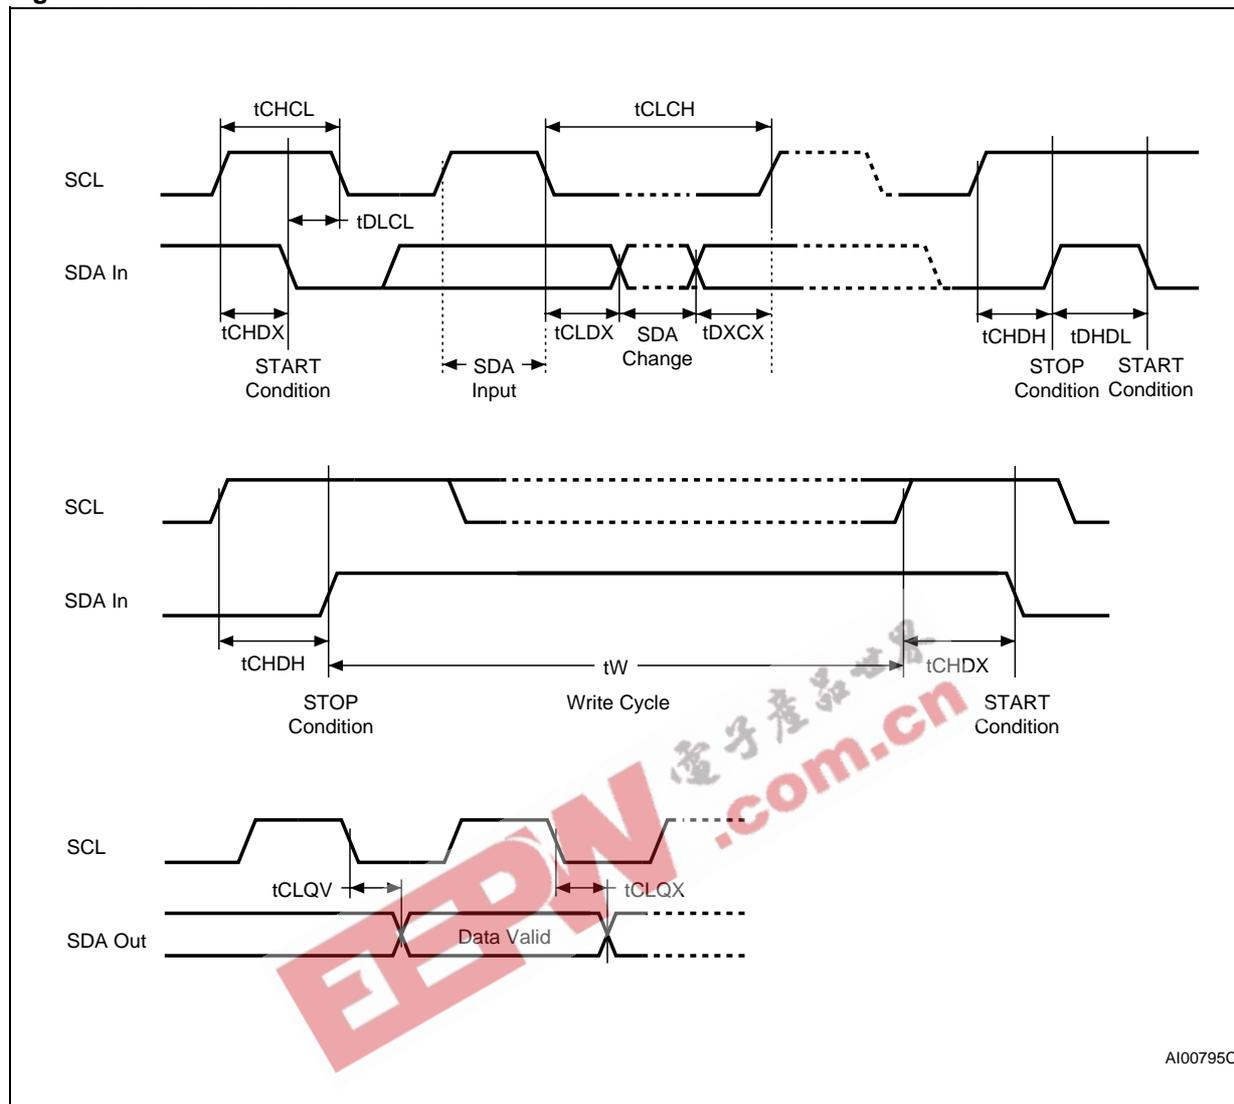 tCHCL
tCLCH
SCL
tDLCL
SDA In
tCHDX
tCLDX
SDA
Change
tDXCX
tCHDH
tDHDL
START
Condition
SDA
Input
STOP
Condition
START
Condition
SCL
SDA In
tCHDH
tW
tCHDX
STOP
Condition
Write Cycle
START
Condition
電子產品世界
.com.cn
EEPW
SCL
tCLQV
tCLQX
SDA Out
Data Valid
AI00795C